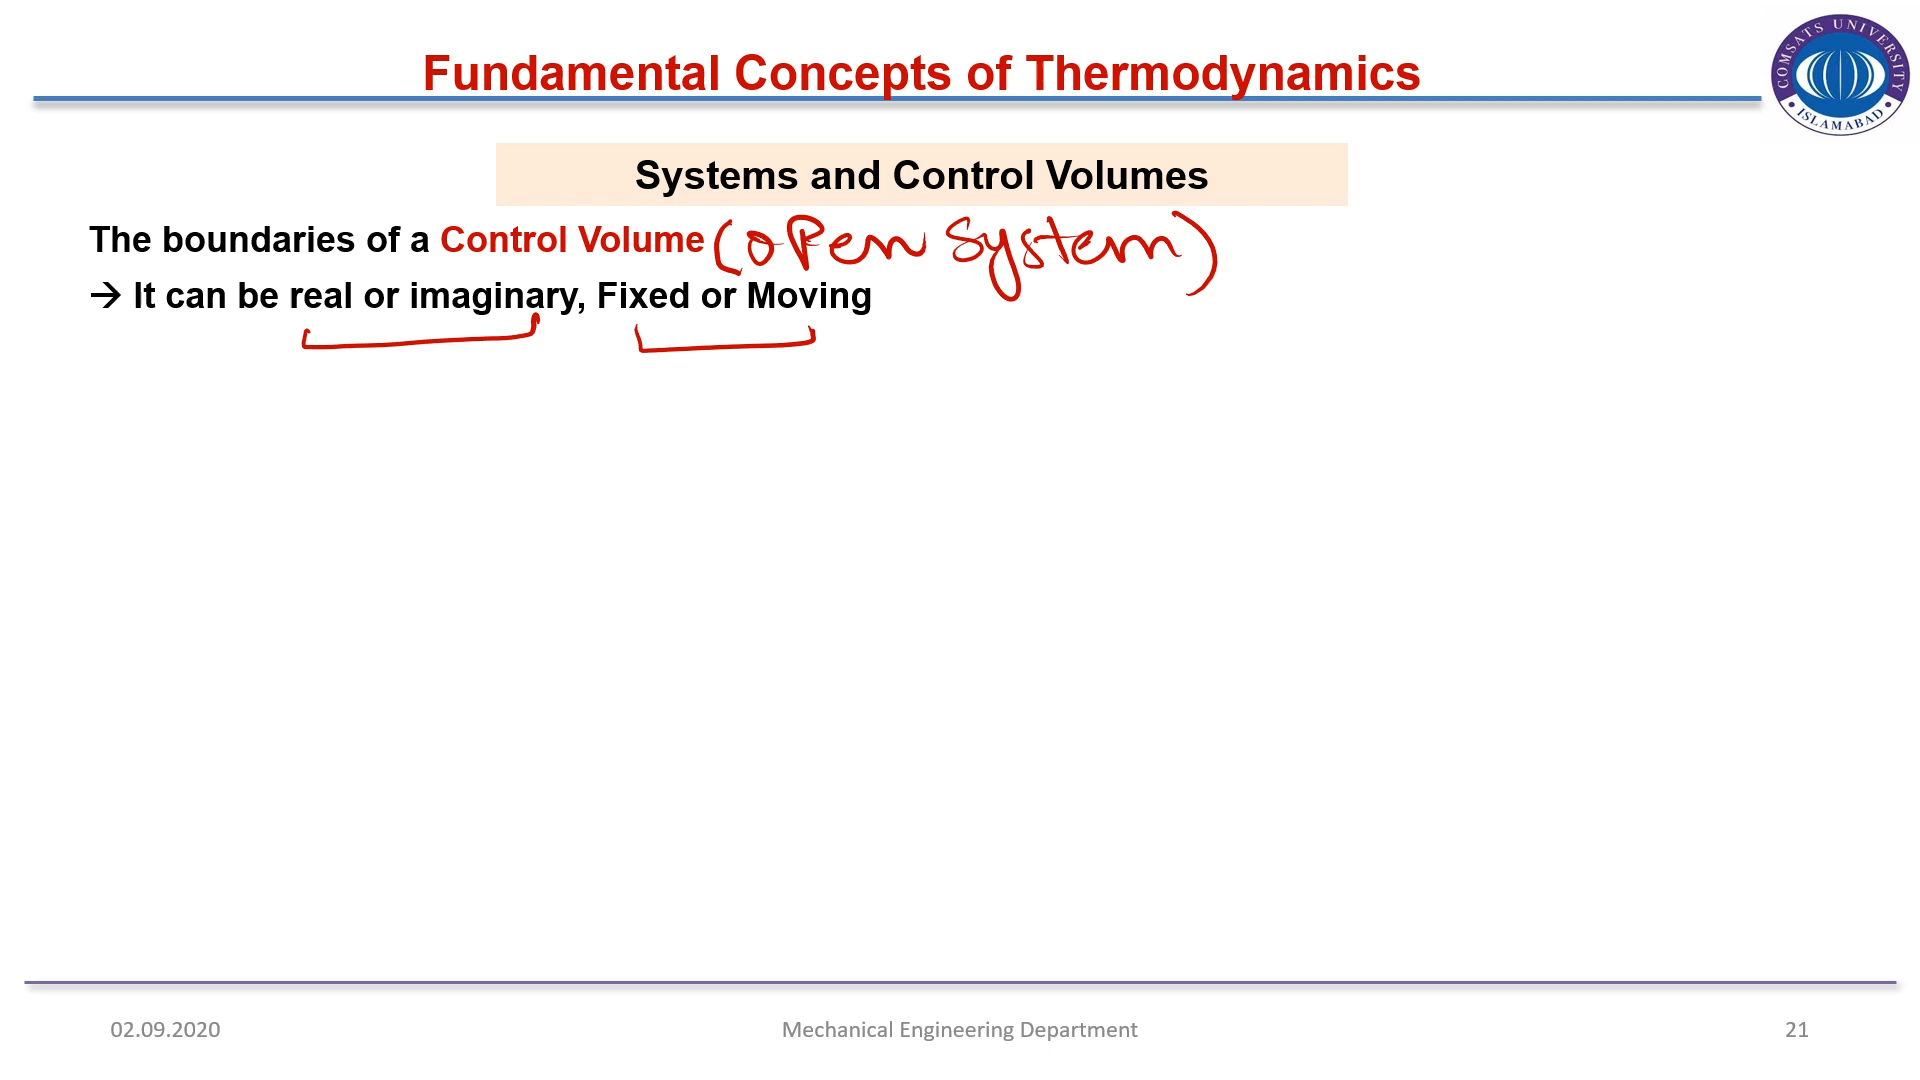 Fundamental Concepts of Thermodynamics
COMSATS UNIVERSITY
ISLAMABAD
Systems and Control Volumes
The boundaries of a Control Volume (open system)
→ It can be real or imaginary, Fixed or Moving
02.09.2020
Mechanical Engineering Department
21